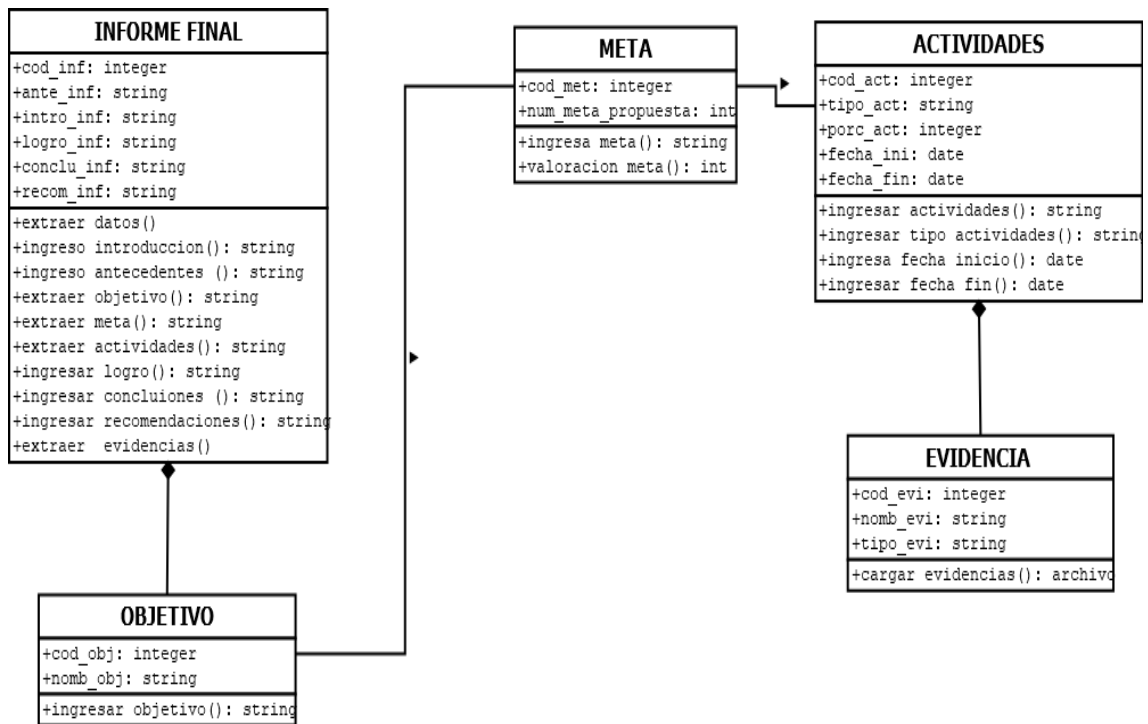 INFORME FINAL
+cod_inf: integer
+ante_inf: string
+intro_inf: string
+logro_inf: string
+conclu_inf: string
+recom_inf: string
+extraer datos()
+ingreso introduccion(): string
+ingreso antecedentes (): string
+extraer objetivo(): string
+extraer meta(): string
+extraer actividades(): string
+ingresar logro(): string
+ingresar concluiones (): string
+ingresar recomendaciones(): string
+extraer  evidencias()
META
+cod_met: integer
+num_meta_propuesta: int
+ingresa meta(): string
+valoracion meta(): int
ACTIVIDADES
+cod_act: integer
+tipo_act: string
+porc_act: integer
+fecha_ini: date
+fecha_fin: date
+ingresar actividades(): string
+ingresar tipo actividades(): string
+ingresa fecha inicio(): date
+ingresar fecha fin(): date
EVIDENCIA
+cod_evi: integer
+nomb_evi: string
+tipo_evi: string
+cargar evidencias(): archivo
OBJETIVO
+cod_obj: integer
+nomb_obj: string
+ingresar objetivo(): string